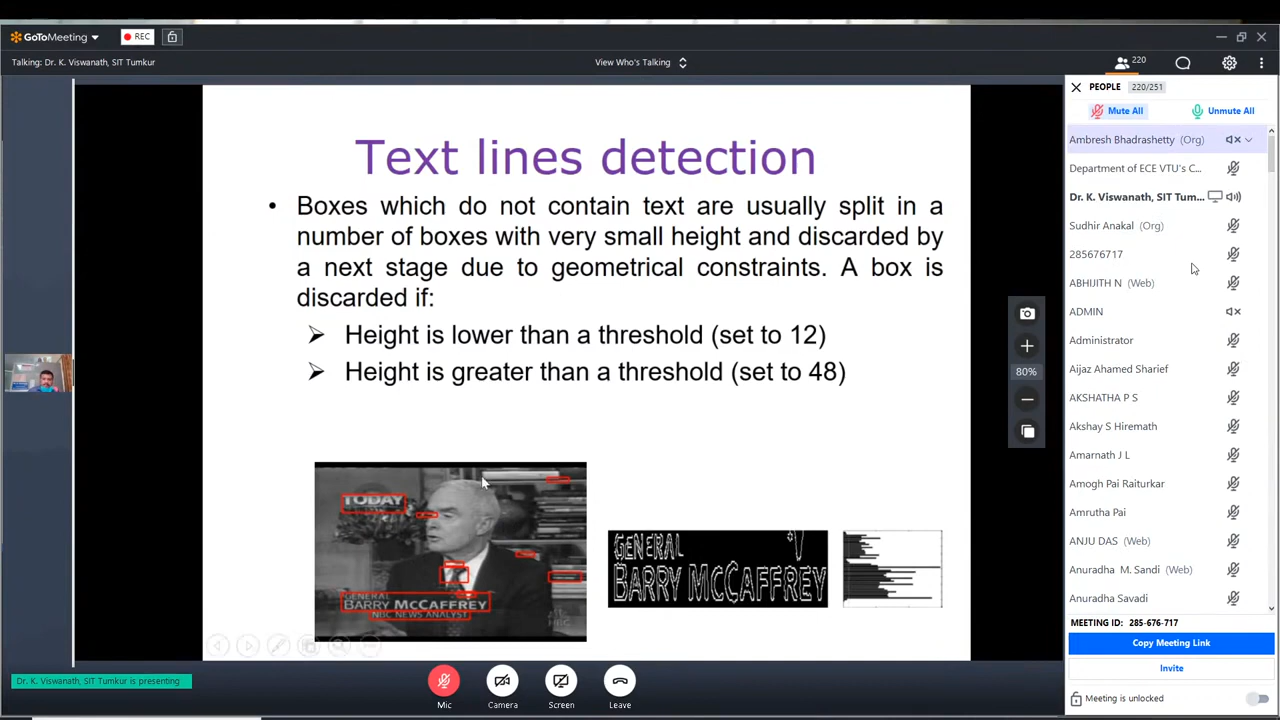 GoToMeeting
REC
Talking: Dr. K. Viswanath, SIT Tumkur
View Who's Talking
220
PEOPLE 220/251
Mute All
Unmute All
Text lines detection
• Boxes which do not contain text are usually split in a
number of boxes with very small height and discarded by
a next stage due to geometrical constraints. A box is
discarded if:
➢ Height is lower than a threshold (set to 12)
➢ Height is greater than a threshold (set to 48)
TODAY
GENERAL
BARRY McCAFFREY
NBC NEWS ANALYST
GENERAL
BARRY McCAFFREY
80%
Ambresh Bhadrashetty (Org)
Department of ECE VTU's C...
Dr. K. Viswanath, SIT Tum...
Sudhir Anakal (Org)
285676717
ABHIJITH N (Web)
ADMIN
Administrator
Aijaz Ahamed Sharief
AKSHATHA P S
Akshay S Hiremath
Amarnath J L
Amogh Pai Raiturkar
Amrutha Pai
ANJU DAS (Web)
Anuradha M. Sandi (Web)
Anuradha Savadi
MEETING ID: 285-676-717
Copy Meeting Link
Invite
Meeting is unlocked
Dr. K. Viswanath, SIT Tumkur is presenting
Mic
Camera
Screen
Leave